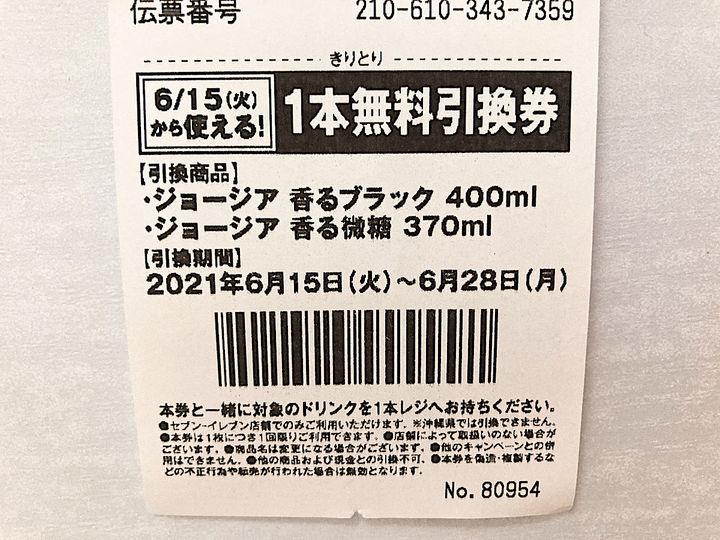 伝票番号 210-610-343-7359
きりとり
6/15(火)
から使える!
1本無料引換券
【引換商品】
・ジョージア 香るブラック 400ml
・ジョージア 香る微糖 370ml
【引換期間】
2021年6月15日(火)～6月28日(月)
本券と一緒に対象のドリンクを1本レジへお持ちください。
●セブン-イレブン店舗でのみご利用いただけます。※沖縄県では引換できません。
●本券は1枚につき1回限りご利用できます。●店舗によって取扱いのない場合が
ございます。●商品名は変更になる場合がございます。●他のキャンペーンとの併
用はできません。●他の商品および現金との引換不可。●本券を偽造・複製するな
どの不正行為や転売が行われた場合は無効となります。
No. 80954